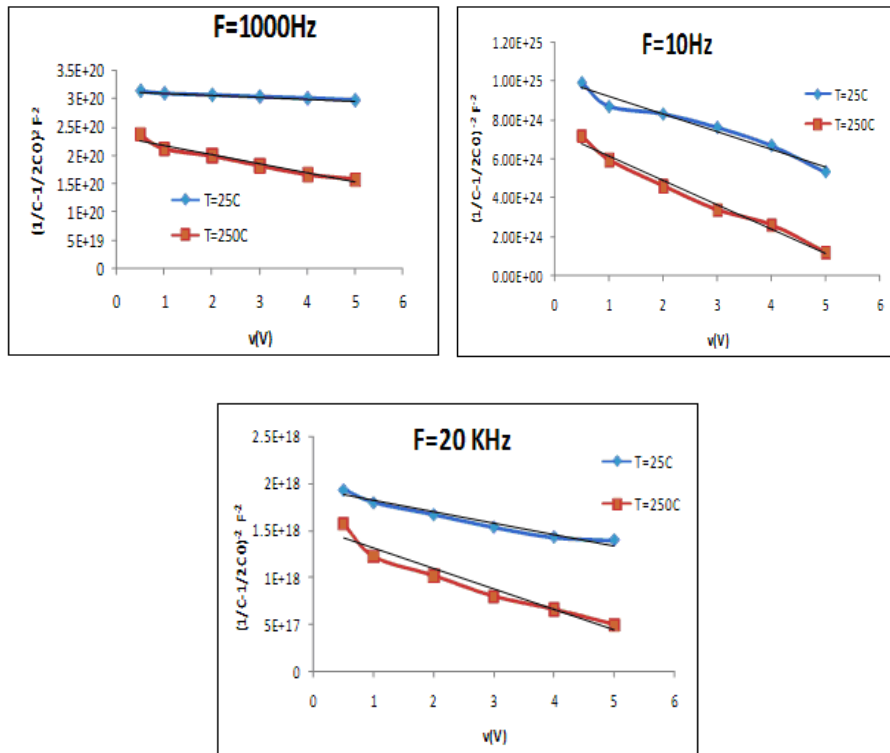 F=1000Hz
3.5E+20
3E+20
2.5E+20
2E+20
1.5E+20
1E+20
5E+19
0
(1/C-1/2CO)² F⁻²
T=25C
T=250C
0 1 2 3 4 5 6
v(V)
F=10Hz
1.20E+25
1.00E+25
8.00E+24
6.00E+24
4.00E+24
2.00E+24
0.00E+00
(1/C-1/2CO)⁻² F⁻²
T=25C
T=250C
0 1 2 3 4 5 6
v(V)
F=20 KHz
2.5E+18
2E+18
1.5E+18
1E+18
5E+17
0
(1/C-1/2C0)⁻² F⁻²
T=25C
T=250C
0 1 2 3 4 5 6
v(V)